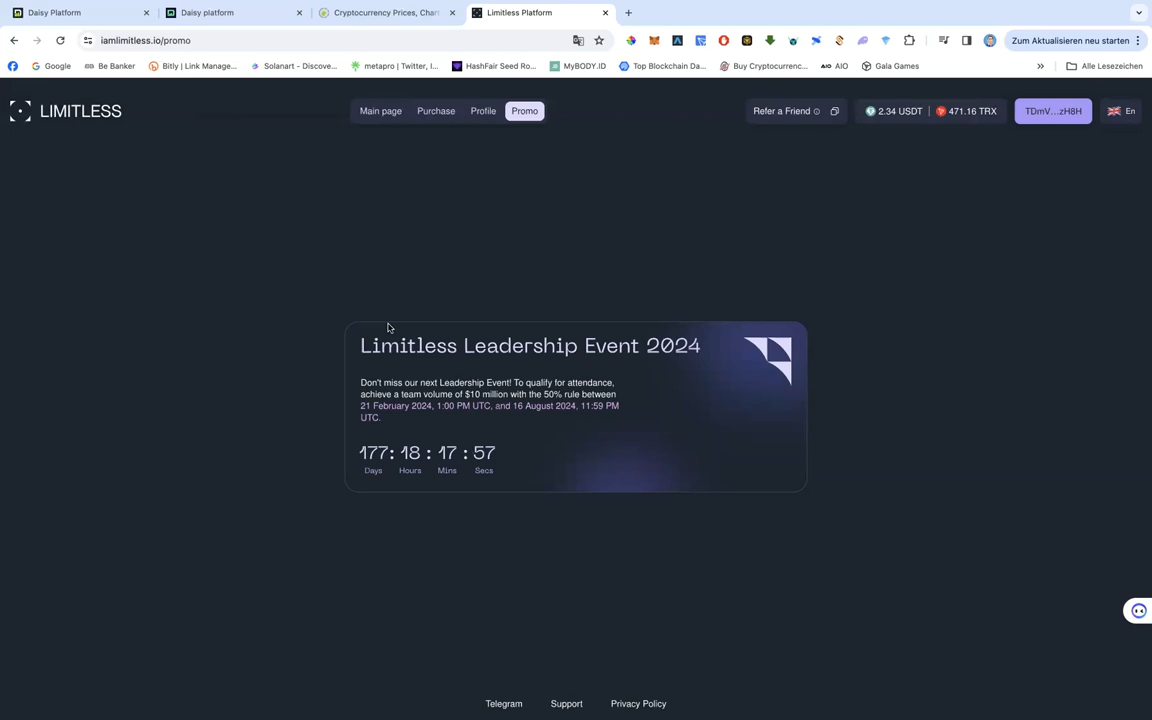 Daisy Platform
Daisy platform
Cryptocurrency Prices, Char
Limitless Platform
iamlimitless.io/promo
Zum Aktualisieren neu starten
Google
Be Banker
Bitly | Link Manage...
Solanart - Discove...
metapro | Twitter, I...
HashFair Seed Ro...
MyBODY.ID
Top Blockchain Da...
Buy Cryptocurrenc...
AIO
Gala Games
Alle Lesezeichen
LIMITLESS
Main page
Purchase
Profile
Promo
Refer a Friend
2.34 USDT | 471.16 TRX
TDmV...zH8H
En
Limitless Leadership Event 2024
Don't miss our next Leadership Event! To qualify for attendance,
achieve a team volume of $10 million with the 50% rule between
21 February 2024, 1:00 PM UTC, and 16 August 2024, 11:59 PM
UTC.
177: 18 : 17 : 57
Days Hours Mins Secs
Telegram
Support
Privacy Policy